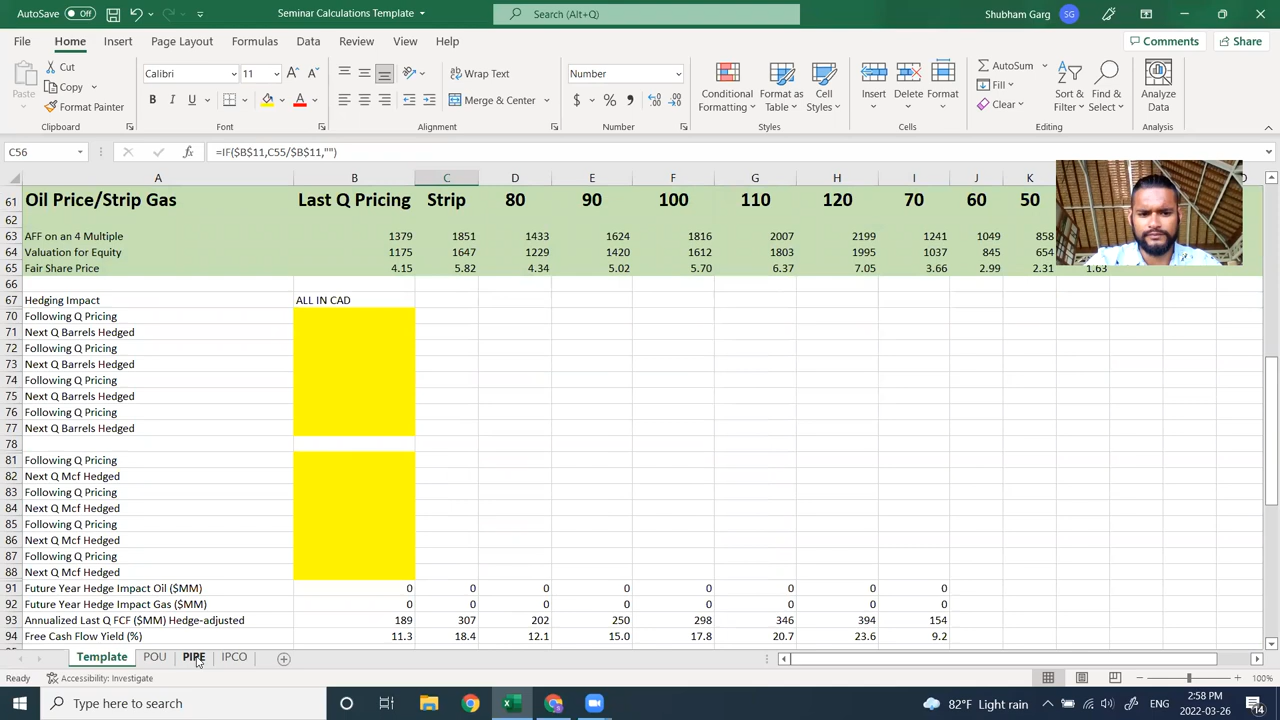 AutoSave Off Seminar Calculations Template Search (Alt+Q) Shubham Garg SG
File Home Insert Page Layout Formulas Data Review View Help Comments Share
Paste Cut Copy Format Painter Clipboard
Calibri 11 B I U A Font
Wrap Text Merge & Center Alignment
Number $ % , Number
Conditional Formatting Format as Table Cell Styles Styles
Insert Delete Format Cells
AutoSum Fill Clear Sort & Filter Find & Select Editing
Analyze Data Analysis
C56 fx =IF($B$11,C55/$B$11,"")
A B C D E F G H I J K
61 Oil Price/Strip Gas Last Q Pricing Strip 80 90 100 110 120 70 60 50
62
63 AFF on an 4 Multiple 1379 1851 1433 1624 1816 2007 2199 1241 1049 858
64 Valuation for Equity 1175 1647 1229 1420 1612 1803 1995 1037 845 654
65 Fair Share Price 4.15 5.82 4.34 5.02 5.70 6.37 7.05 3.66 2.99 2.31 1.63
66
67 Hedging Impact ALL IN CAD
70 Following Q Pricing
71 Next Q Barrels Hedged
72 Following Q Pricing
73 Next Q Barrels Hedged
74 Following Q Pricing
75 Next Q Barrels Hedged
76 Following Q Pricing
77 Next Q Barrels Hedged
78
81 Following Q Pricing
82 Next Q Mcf Hedged
83 Following Q Pricing
84 Next Q Mcf Hedged
85 Following Q Pricing
86 Next Q Mcf Hedged
87 Following Q Pricing
88 Next Q Mcf Hedged
91 Future Year Hedge Impact Oil ($MM) 0 0 0 0 0 0 0 0
92 Future Year Hedge Impact Gas ($MM) 0 0 0 0 0 0 0 0
93 Annualized Last Q FCF ($MM) Hedge-adjusted 189 307 202 250 298 346 394 154
94 Free Cash Flow Yield (%) 11.3 18.4 12.1 15.0 17.8 20.7 23.6 9.2
Template POU PIPE IPCO
Ready Accessibility: Investigate 100%
Type here to search 82°F Light rain ENG 2:58 PM 2022-03-26